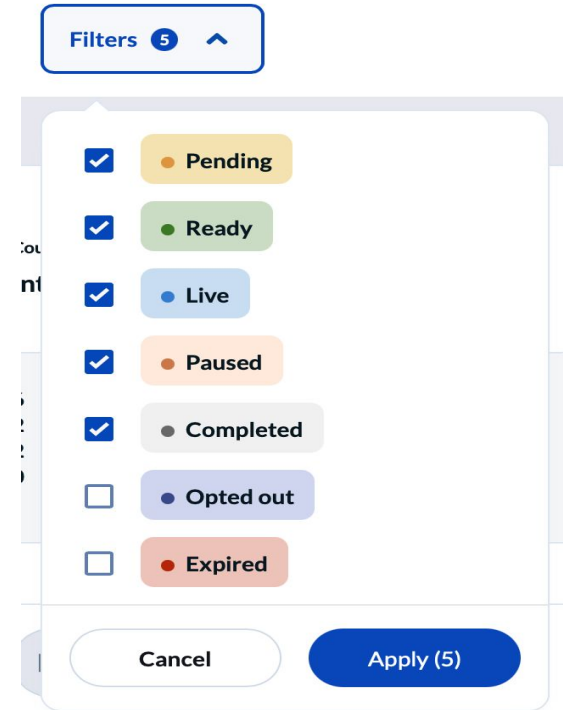 Filters 5
Pending
Ready
Live
Paused
Completed
Opted out
Expired
Cancel
Apply (5)